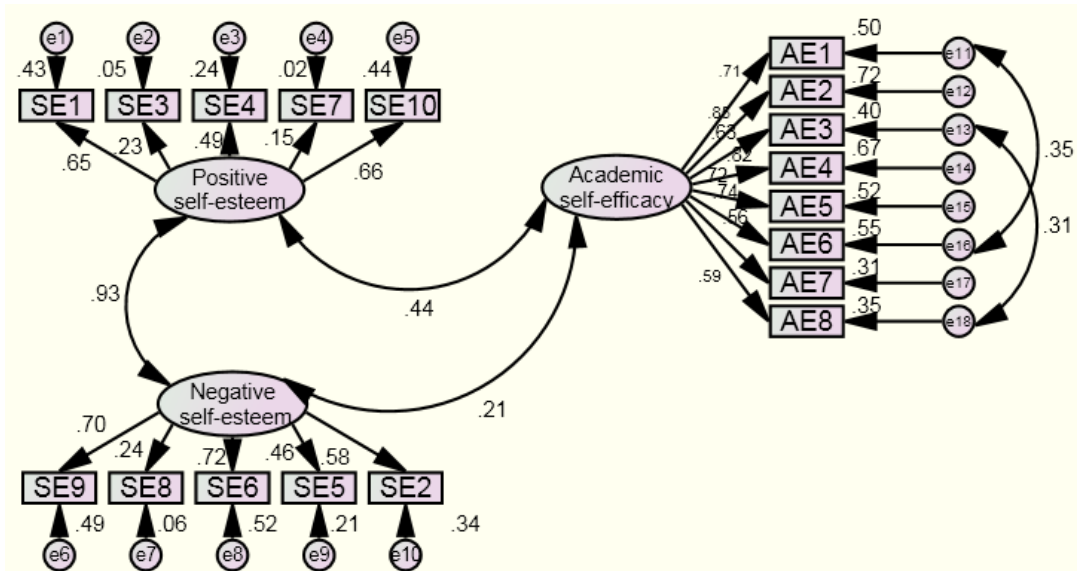 e1 e2 e3 e4 e5
.43 .05 .24 .02 .44
SE1 SE3 SE4 SE7 SE10
.65 .23 .49 .15 .66
Positive
self-esteem
.93
.44
Academic
self-efficacy
.21
Negative
self-esteem
.70 .24 .72 .46 .58
SE9 SE8 SE6 SE5 SE2
.49 .06 .52 .21 .34
e6 e7 e8 e9 e10
.71
.85
.63
.82
.72
.74
.56
.59
AE1 .50 e11
AE2 .72 e12
AE3 .40 e13
AE4 .67 e14
AE5 .52 e15
AE6 .55 e16
AE7 .31 e17
AE8 .35 e18
.35
.31